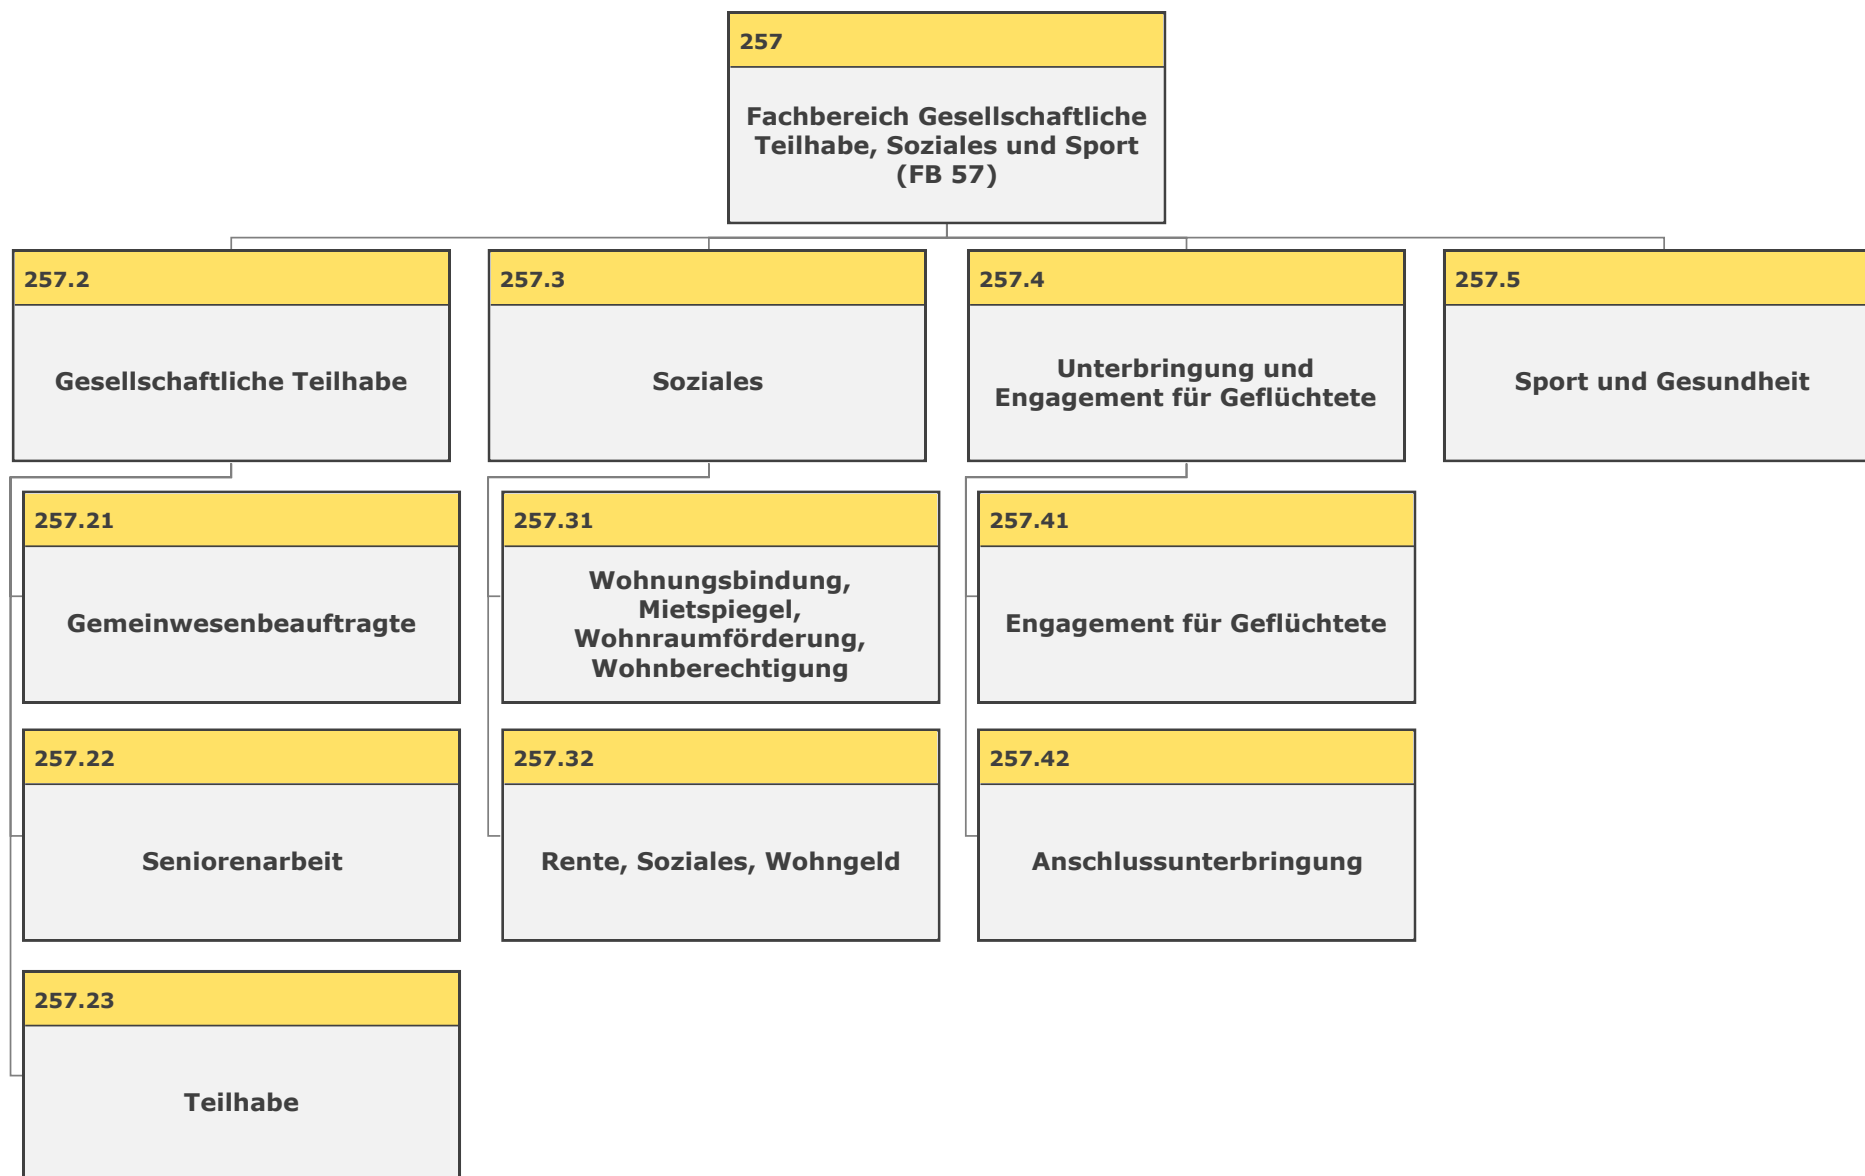 257
Fachbereich Gesellschaftliche
Teilhabe, Soziales und Sport
(FB 57)
257.2
Gesellschaftliche Teilhabe
257.3
Soziales
257.4
Unterbringung und
Engagement für Geflüchtete
257.5
Sport und Gesundheit
257.21
Gemeinwesenbeauftragte
257.31
Wohnungsbindung,
Mietspiegel,
Wohnraumförderung,
Wohnberechtigung
257.41
Engagement für Geflüchtete
257.22
Seniorenarbeit
257.32
Rente, Soziales, Wohngeld
257.42
Anschlussunterbringung
257.23
Teilhabe